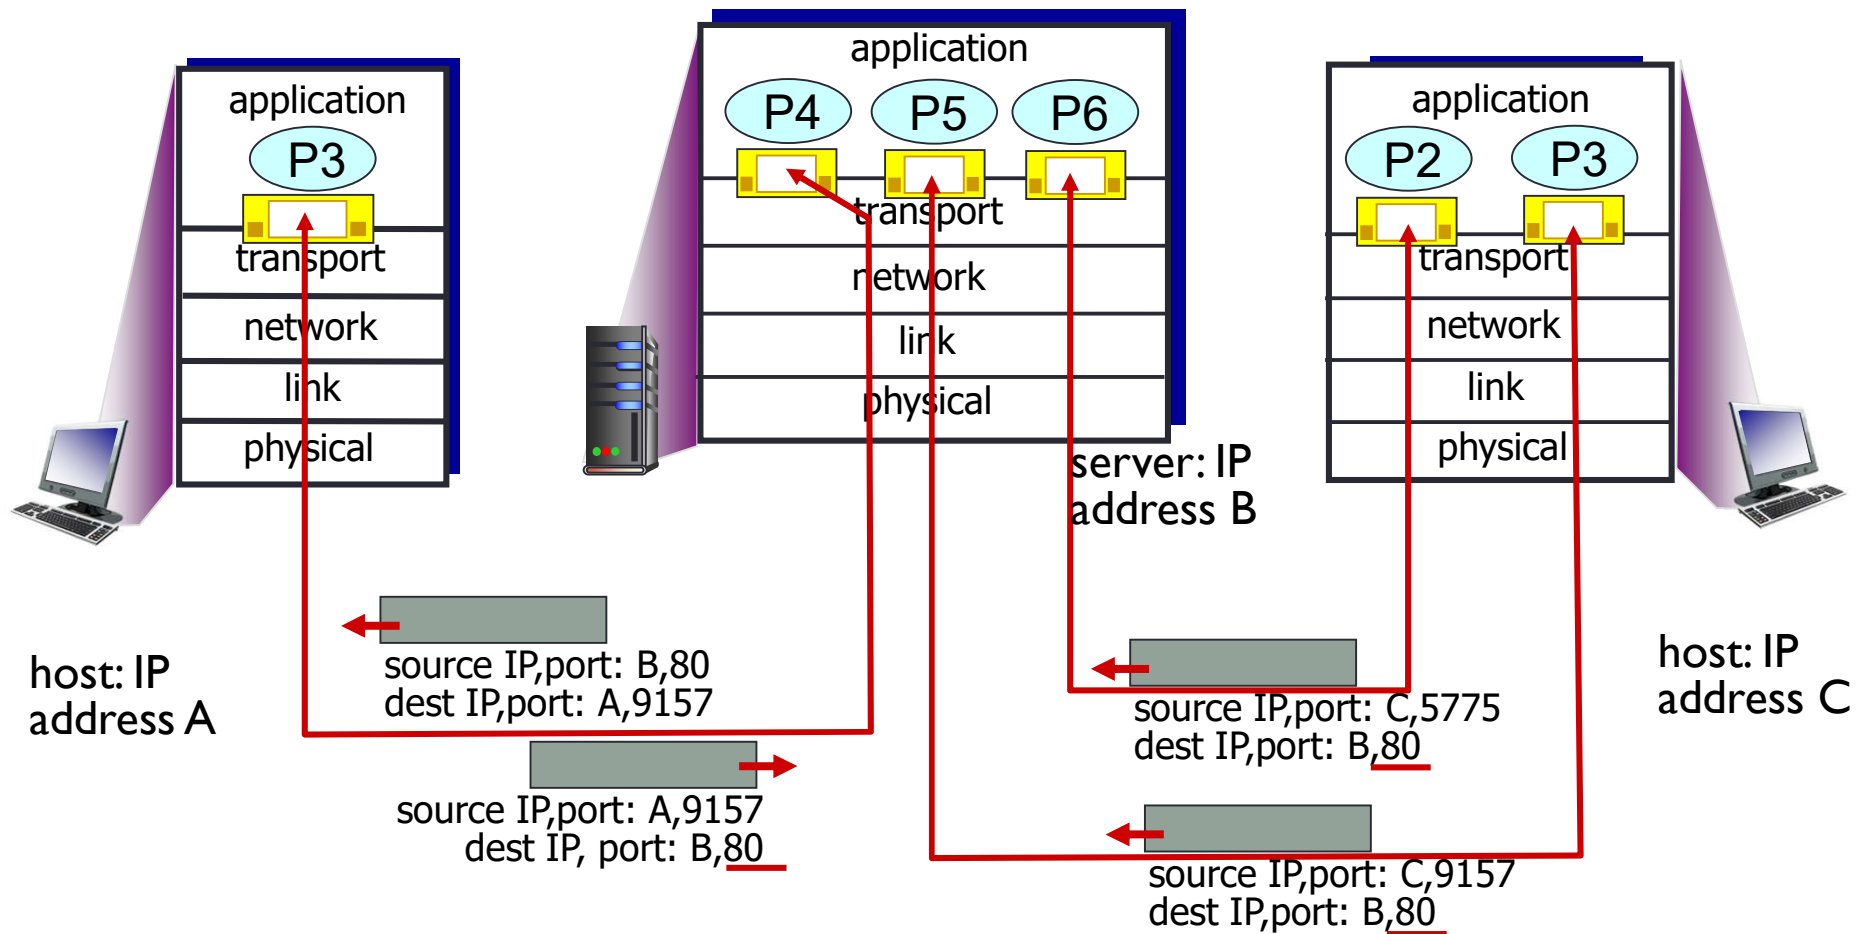 application
P3
transport
network
link
physical
host: IP
address A
application
P4 P5 P6
transport
network
link
physical
server: IP
address B
application
P2 P3
transport
network
link
physical
host: IP
address C
source IP,port: B,80
dest IP,port: A,9157
source IP,port: A,9157
dest IP, port: B,80
source IP,port: C,5775
dest IP,port: B,80
source IP,port: C,9157
dest IP,port: B,80